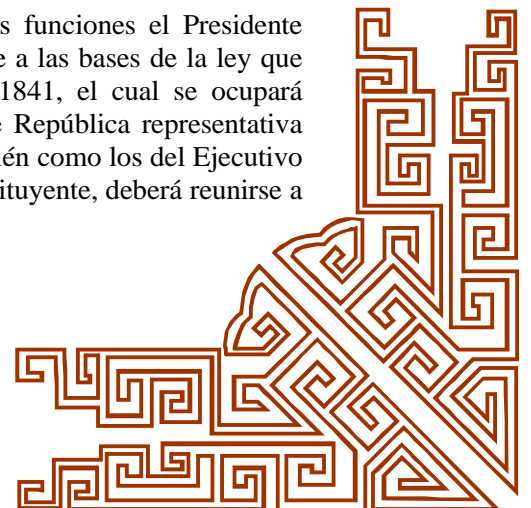 s funciones el Presidente
e a las bases de la ley que
1841, el cual se ocupará
e República representativa
ién como los del Ejecutivo
tituyente, deberá reunirse a